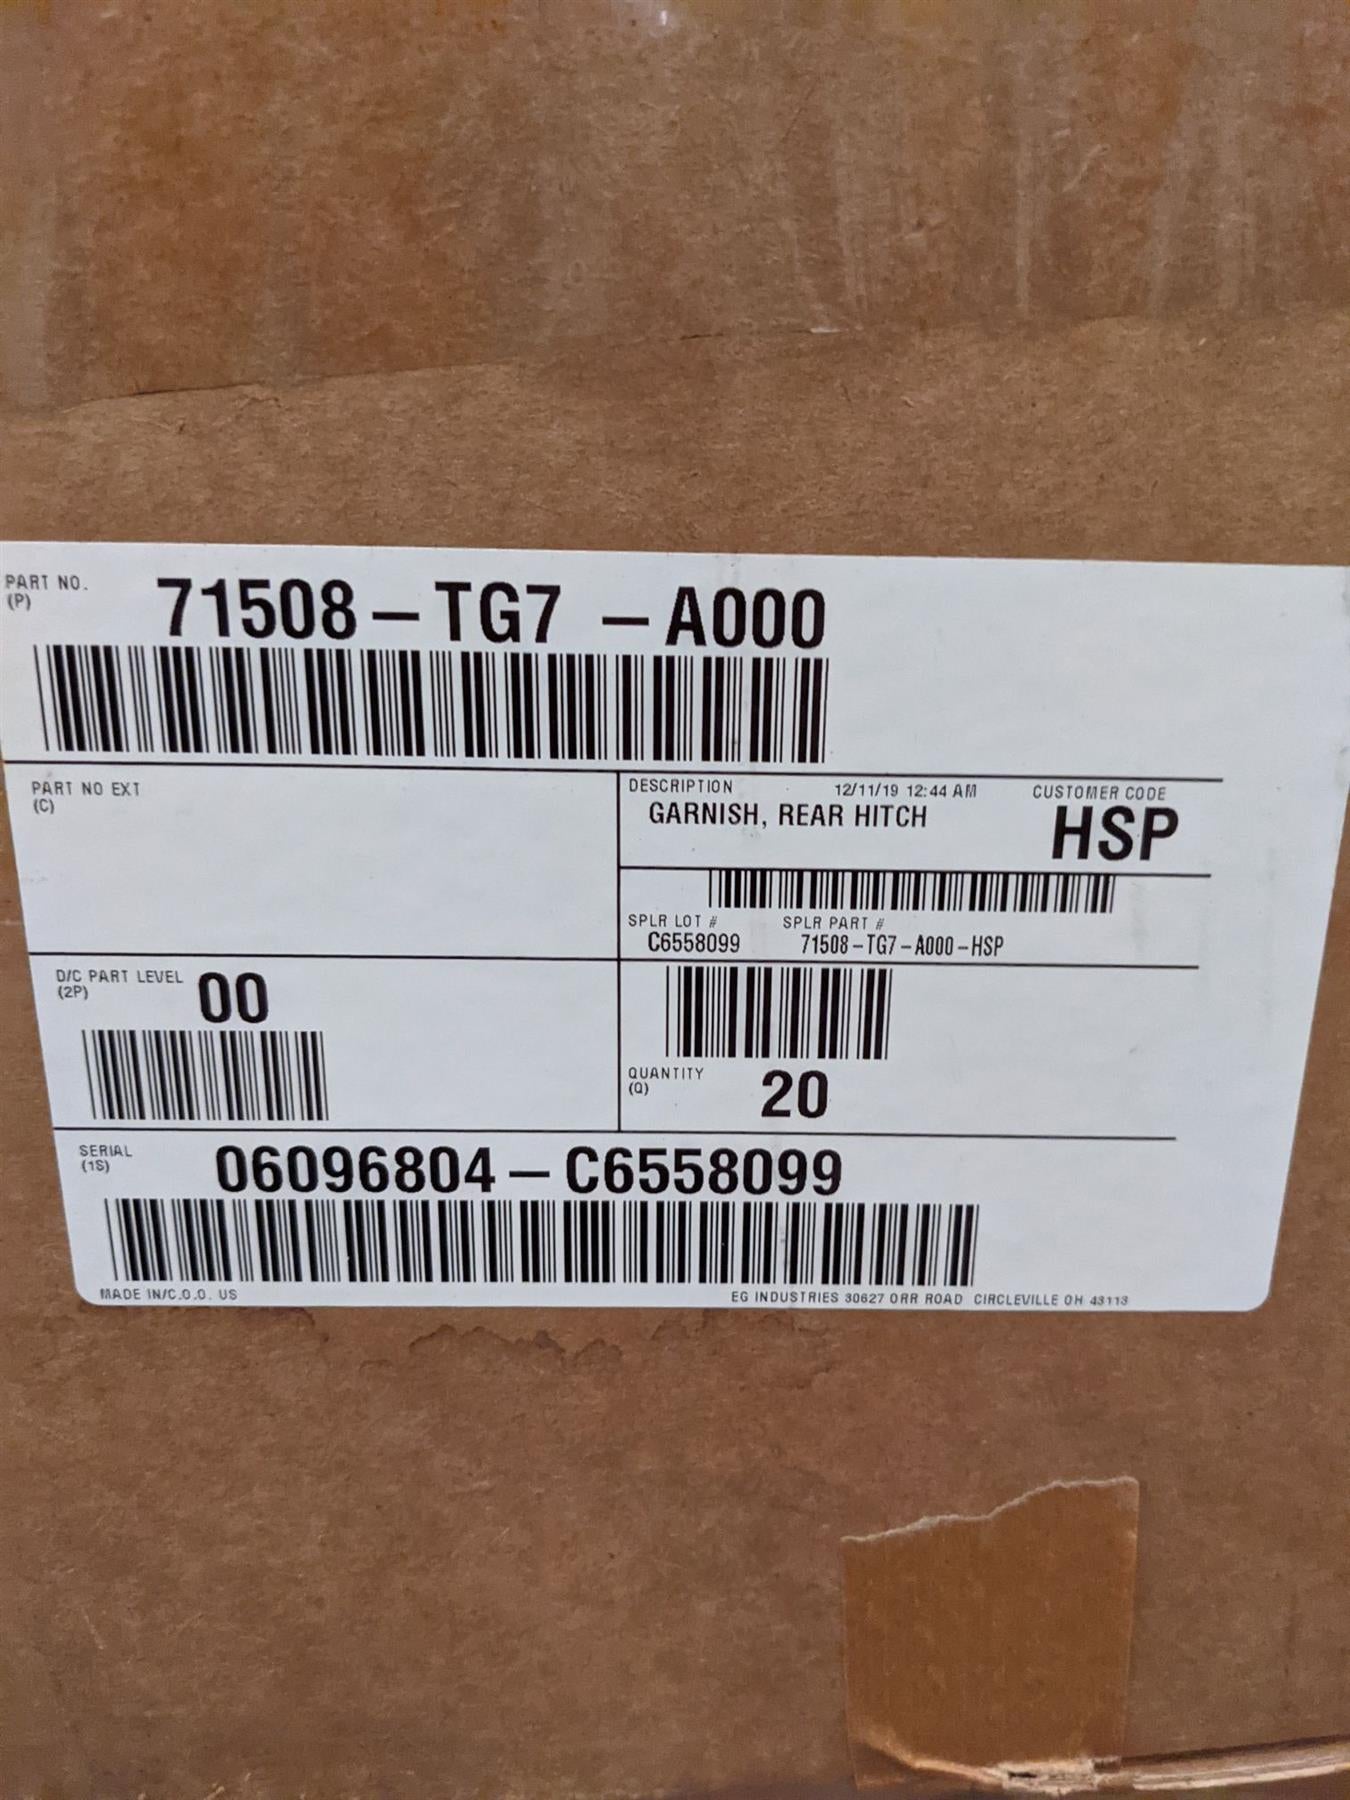 PART NO.
(P)
71508-TG7 -A000
PART NO EXT
(C)
DESCRIPTION 12/11/19 12:44 AM CUSTOMER CODE
GARNISH, REAR HITCH HSP
SPLR LOT # SPLR PART #
C6558099 71508-TG7-A000-HSP
D/C PART LEVEL
(2P)
00
QUANTITY
(Q)
20
SERIAL
(1S)
06096804-C6558099
MADE IN/C.O.O. US
EG INDUSTRIES 30627 ORR ROAD CIRCLEVILLE OH 43113